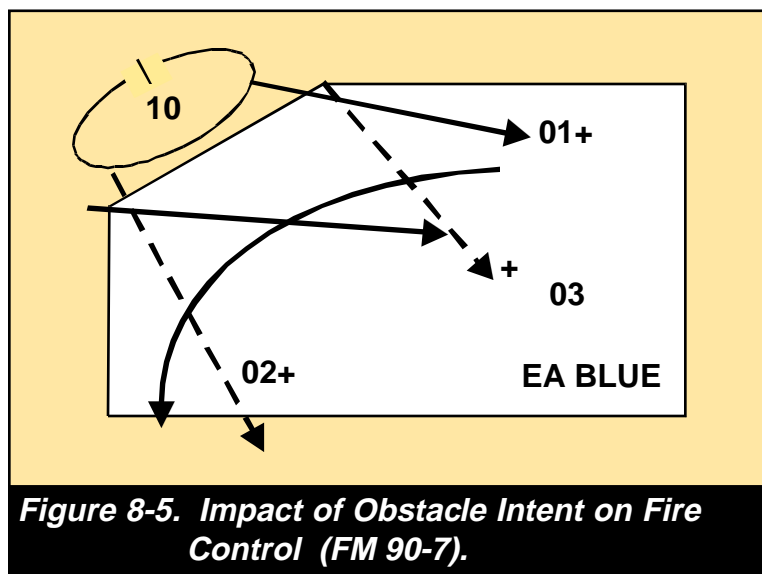 10
01+
+
03
02+
EA BLUE
Figure 8-5. Impact of Obstacle Intent on Fire
Control (FM 90-7).